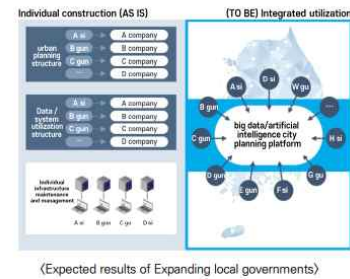 Individual construction (AS IS)
(TO BE) Integrated utilization
urban
planning
structure
A si
A company
B gun
B company
C gun
C company
...
D company
Data /
system
utilization
structure
A si
A company
B gun
B company
C gun
C company
...
D company
Individual
infrastructure
maintenance
and management
A si
B gun
C gu
D si
D si
A si
W gu
B gun
...
C gun
big data/artificial
intelligence city
planning platform
H si
D gun
G gu
E gun
F si
〈Expected results of Expanding local governments〉